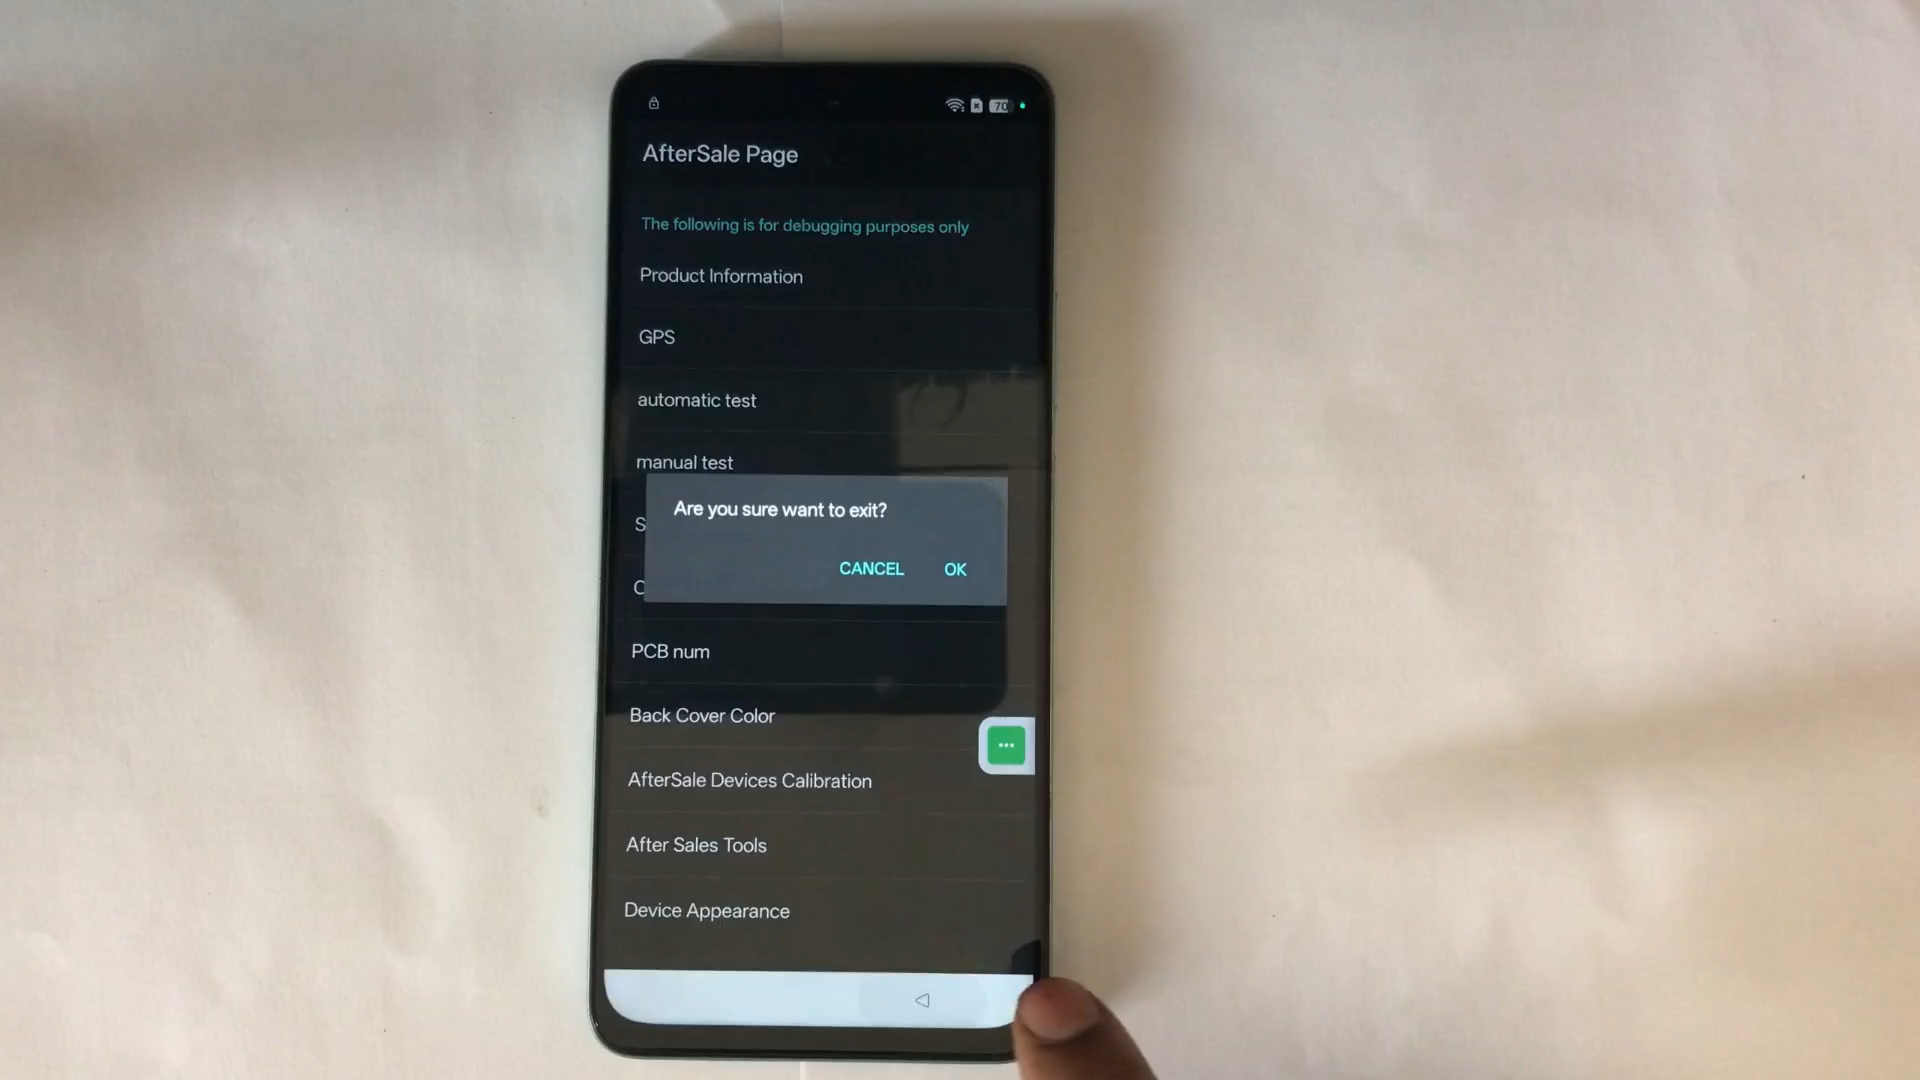 70
AfterSale Page
The following is for debugging purposes only
Product Information
GPS
automatic test
manual test
Are you sure want to exit?
CANCEL OK
PCB num
Back Cover Color
AfterSale Devices Calibration
After Sales Tools
Device Appearance